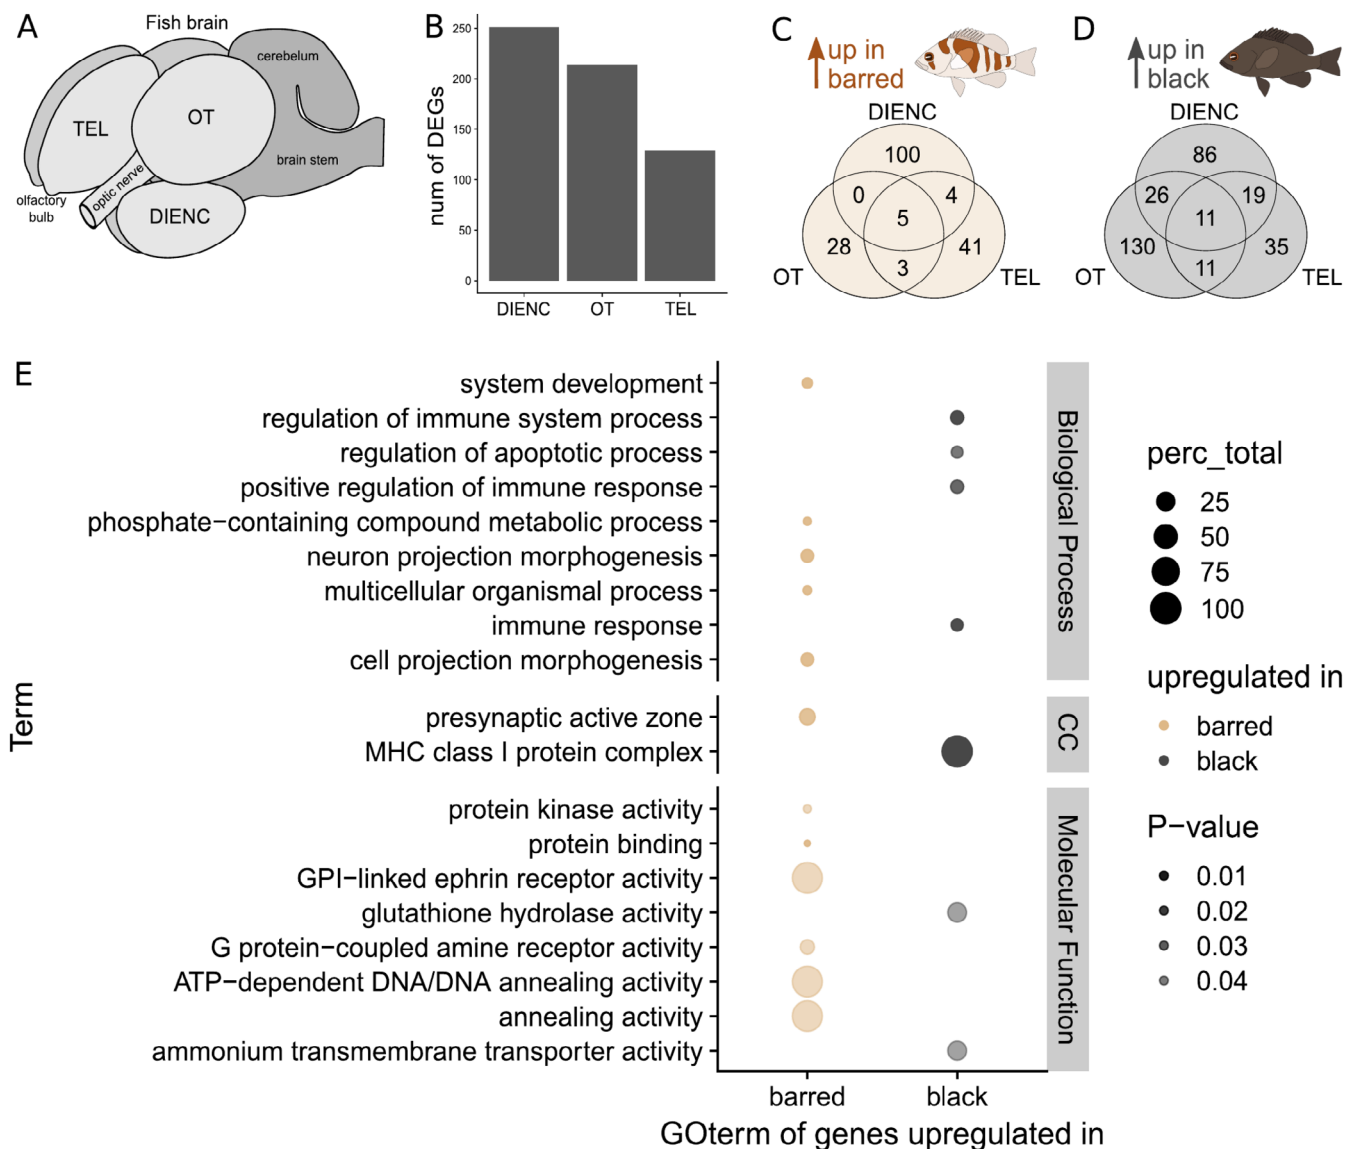 A
Fish brain
cerebelum
TEL
OT
brain stem
optic nerve
olfactory
bulb
DIENC
B
num of DEGs
250
200
150
100
50
0
DIENC
OT
TEL
C
up in
barred
DIENC
100
0
4
5
28
41
3
OT
TEL
D
up in
black
DIENC
86
26
19
11
130
35
11
OT
TEL
E
Term
system development
regulation of immune system process
regulation of apoptotic process
positive regulation of immune response
phosphate−containing compound metabolic process
neuron projection morphogenesis
multicellular organismal process
immune response
cell projection morphogenesis
Biological Process
presynaptic active zone
MHC class I protein complex
CC
protein kinase activity
protein binding
GPI−linked ephrin receptor activity
glutathione hydrolase activity
G protein−coupled amine receptor activity
ATP−dependent DNA/DNA annealing activity
annealing activity
ammonium transmembrane transporter activity
Molecular Function
barred
black
GOterm of genes upregulated in
perc_total
25
50
75
100
upregulated in
barred
black
P−value
0.01
0.02
0.03
0.04